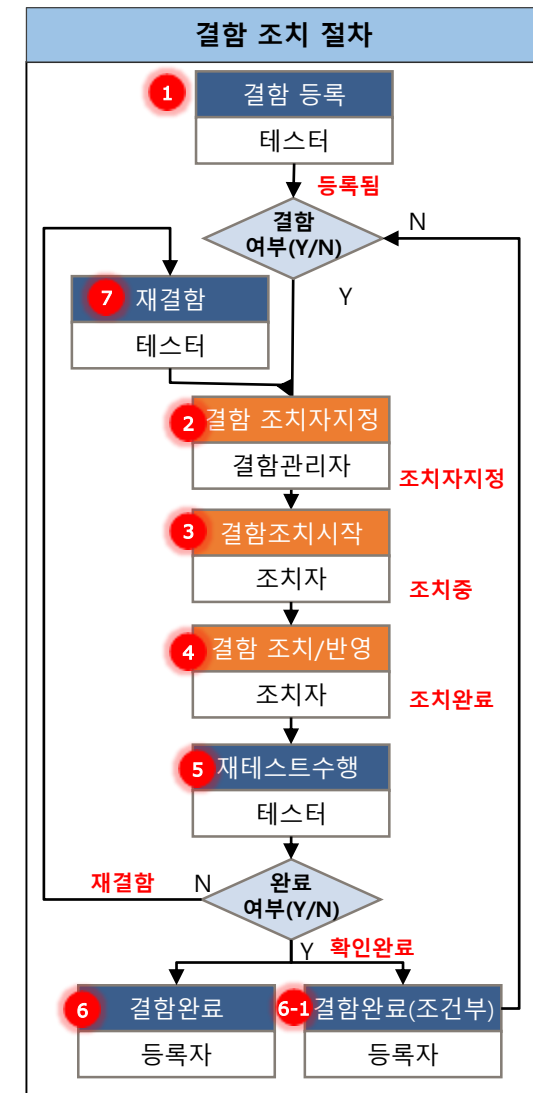 결함 조치 절차
1
결함 등록
테스터
등록됨
결함
여부(Y/N)
N
Y
7
재결함
테스터
2
결함 조치자지정
결함관리자
조치자지정
3
결함조치시작
조치자
조치중
4
결함 조치/반영
조치자
조치완료
5
재테스트수행
테스터
재결함
N
완료
여부(Y/N)
Y
확인완료
6
결함완료
등록자
6-1
결함완료(조건부)
등록자